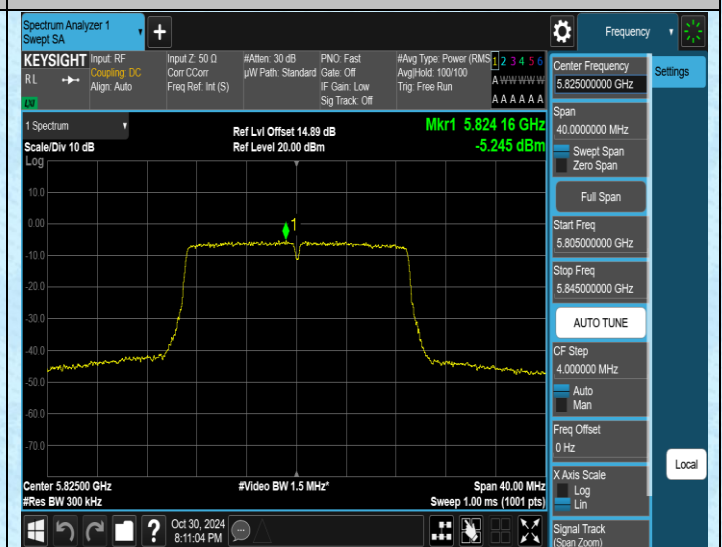 Spectrum Analyzer 1
Swept SA
Frequency
KEYSIGHT
RL
LXI
Input: RF
Coupling: DC
Align: Auto
Input Z: 50 Ω
Corr CCorr
Freq Ref: Int (S)
#Atten: 30 dB
µW Path: Standard
PNO: Fast
Gate: Off
IF Gain: Low
Sig Track: Off
#Avg Type: Power (RMS
Avg|Hold: 100/100
Trig: Free Run
1 2 3 4 5 6
A W W W W W
A A A A A A
1 Spectrum
Scale/Div 10 dB
Ref Lvl Offset 14.89 dB
Ref Level 20.00 dBm
Mkr1 5.824 16 GHz
-5.245 dBm
Log
10.0
0.00
-10.0
-20.0
-30.0
-40.0
-50.0
-60.0
-70.0
1
Center 5.82500 GHz
#Res BW 300 kHz
#Video BW 1.5 MHz*
Span 40.00 MHz
Sweep 1.00 ms (1001 pts)
Oct 30, 2024
8:11:04 PM
?
Center Frequency
5.825000000 GHz
Settings
Span
40.0000000 MHz
Swept Span
Zero Span
Full Span
Start Freq
5.805000000 GHz
Stop Freq
5.845000000 GHz
AUTO TUNE
CF Step
4.000000 MHz
Auto
Man
Freq Offset
0 Hz
X Axis Scale
Log
Lin
Local
Signal Track
(Span Zoom)